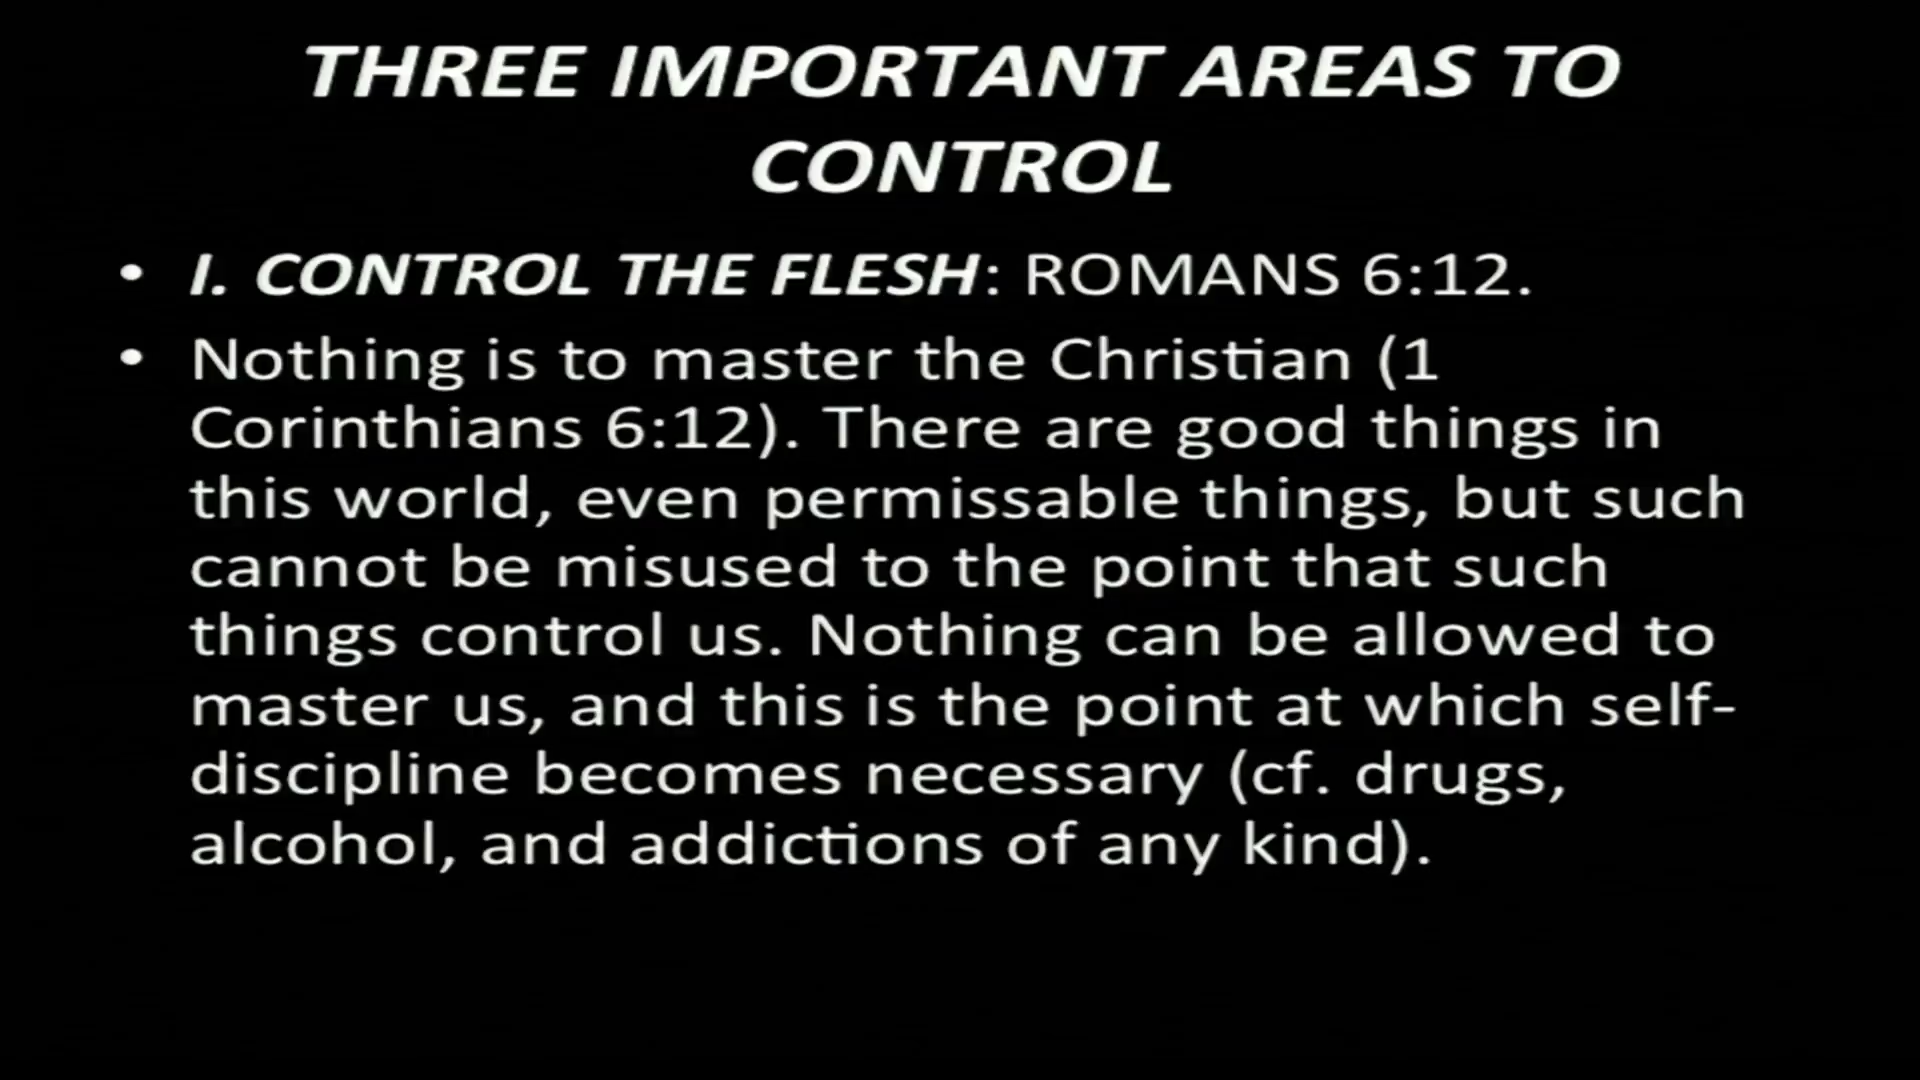 THREE IMPORTANT AREAS TO
CONTROL
• I. CONTROL THE FLESH: ROMANS 6:12.
• Nothing is to master the Christian (1
Corinthians 6:12). There are good things in
this world, even permissable things, but such
cannot be misused to the point that such
things control us. Nothing can be allowed to
master us, and this is the point at which self-
discipline becomes necessary (cf. drugs,
alcohol, and addictions of any kind).